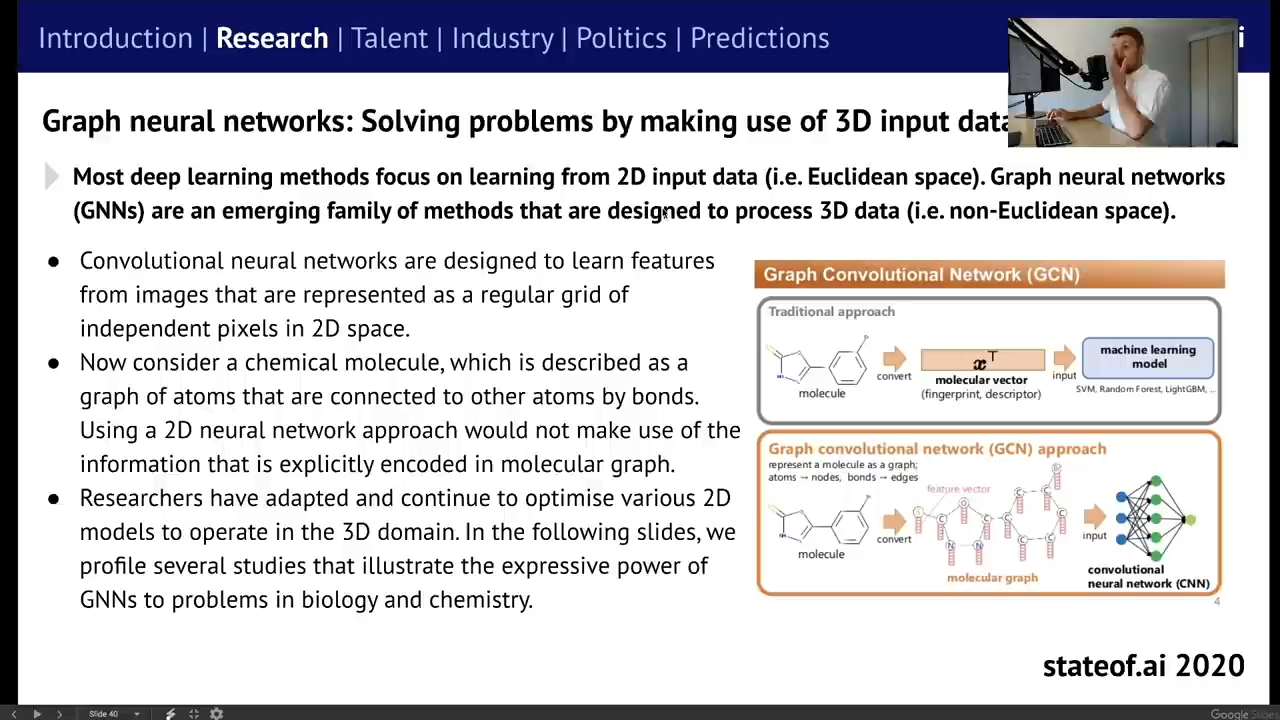 Introduction | Research | Talent | Industry | Politics | Predictions
i
Graph neural networks: Solving problems by making use of 3D input data
Most deep learning methods focus on learning from 2D input data (i.e. Euclidean space). Graph neural networks
(GNNs) are an emerging family of methods that are designed to process 3D data (i.e. non-Euclidean space).
● Convolutional neural networks are designed to learn features
from images that are represented as a regular grid of
independent pixels in 2D space.
● Now consider a chemical molecule, which is described as a
graph of atoms that are connected to other atoms by bonds.
Using a 2D neural network approach would not make use of the
information that is explicitly encoded in molecular graph.
● Researchers have adapted and continue to optimise various 2D
models to operate in the 3D domain. In the following slides, we
profile several studies that illustrate the expressive power of
GNNs to problems in biology and chemistry.
Graph Convolutional Network (GCN)
Traditional approach
molecule
convert
x⊤
molecular vector
(fingerprint, descriptor)
input
machine learning
model
SVM, Random Forest, LightGBM, ...
Graph convolutional network (GCN) approach
represent a molecule as a graph;
atoms → nodes, bonds → edges
feature vector
molecule
convert
molecular graph
input
convolutional
neural network (CNN)
4
stateof.ai 2020
Slide 40
Google Slides